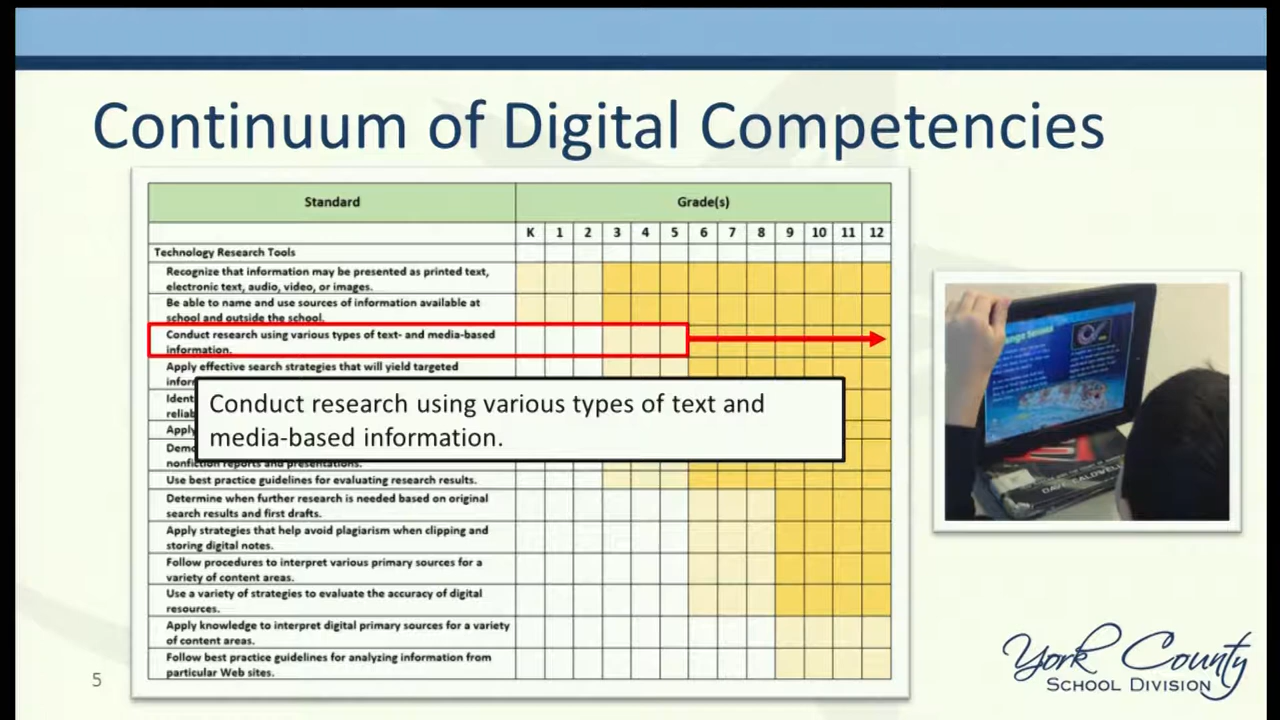 Continuum of Digital Competencies
Standard
Grade(s)
K 1 2 3 4 5 6 7 8 9 10 11 12
Technology Research Tools
Recognize that information may be presented as printed text,
electronic text, audio, video, or images.
Be able to name and use sources of information available at
school and outside the school.
Conduct research using various types of text- and media-based
information.
Apply effective search strategies that will yield targeted
Conduct research using various types of text and
media-based information.
nonfiction reports and presentations.
Use best practice guidelines for evaluating research results.
Determine when further research is needed based on original
search results and first drafts.
Apply strategies that help avoid plagiarism when clipping and
storing digital notes.
Follow procedures to interpret various primary sources for a
variety of content areas.
Use a variety of strategies to evaluate the accuracy of digital
resources.
Apply knowledge to interpret digital primary sources for a variety
of content areas.
Follow best practice guidelines for analyzing information from
particular Web sites.
5
York County
SCHOOL DIVISION